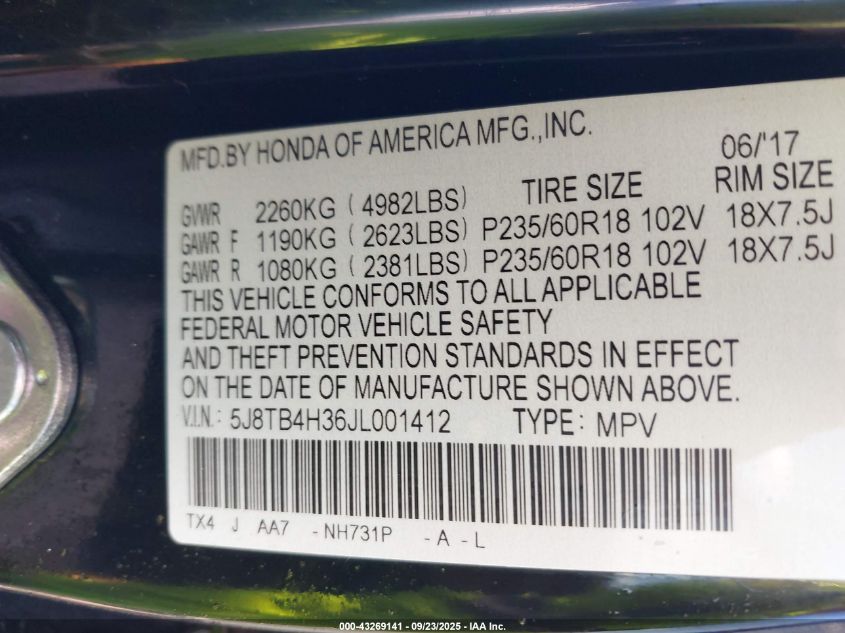 MFD.BY HONDA OF AMERICA MFG.,INC. 06/'17
TIRE SIZE RIM SIZE
GVWR 2260KG ( 4982LBS)
GAWR F 1190KG ( 2623LBS) P235/60R18 102V 18X7.5J
GAWR R 1080KG ( 2381LBS) P235/60R18 102V 18X7.5J
THIS VEHICLE CONFORMS TO ALL APPLICABLE
FEDERAL MOTOR VEHICLE SAFETY
AND THEFT PREVENTION STANDARDS IN EFFECT
ON THE DATE OF MANUFACTURE SHOWN ABOVE.
V.I.N.: 5J8TB4H36JL001412 TYPE: MPV
TX4 J AA7 - NH731P - A - L
000-43269141 - 09/23/2025 - IAA Inc.